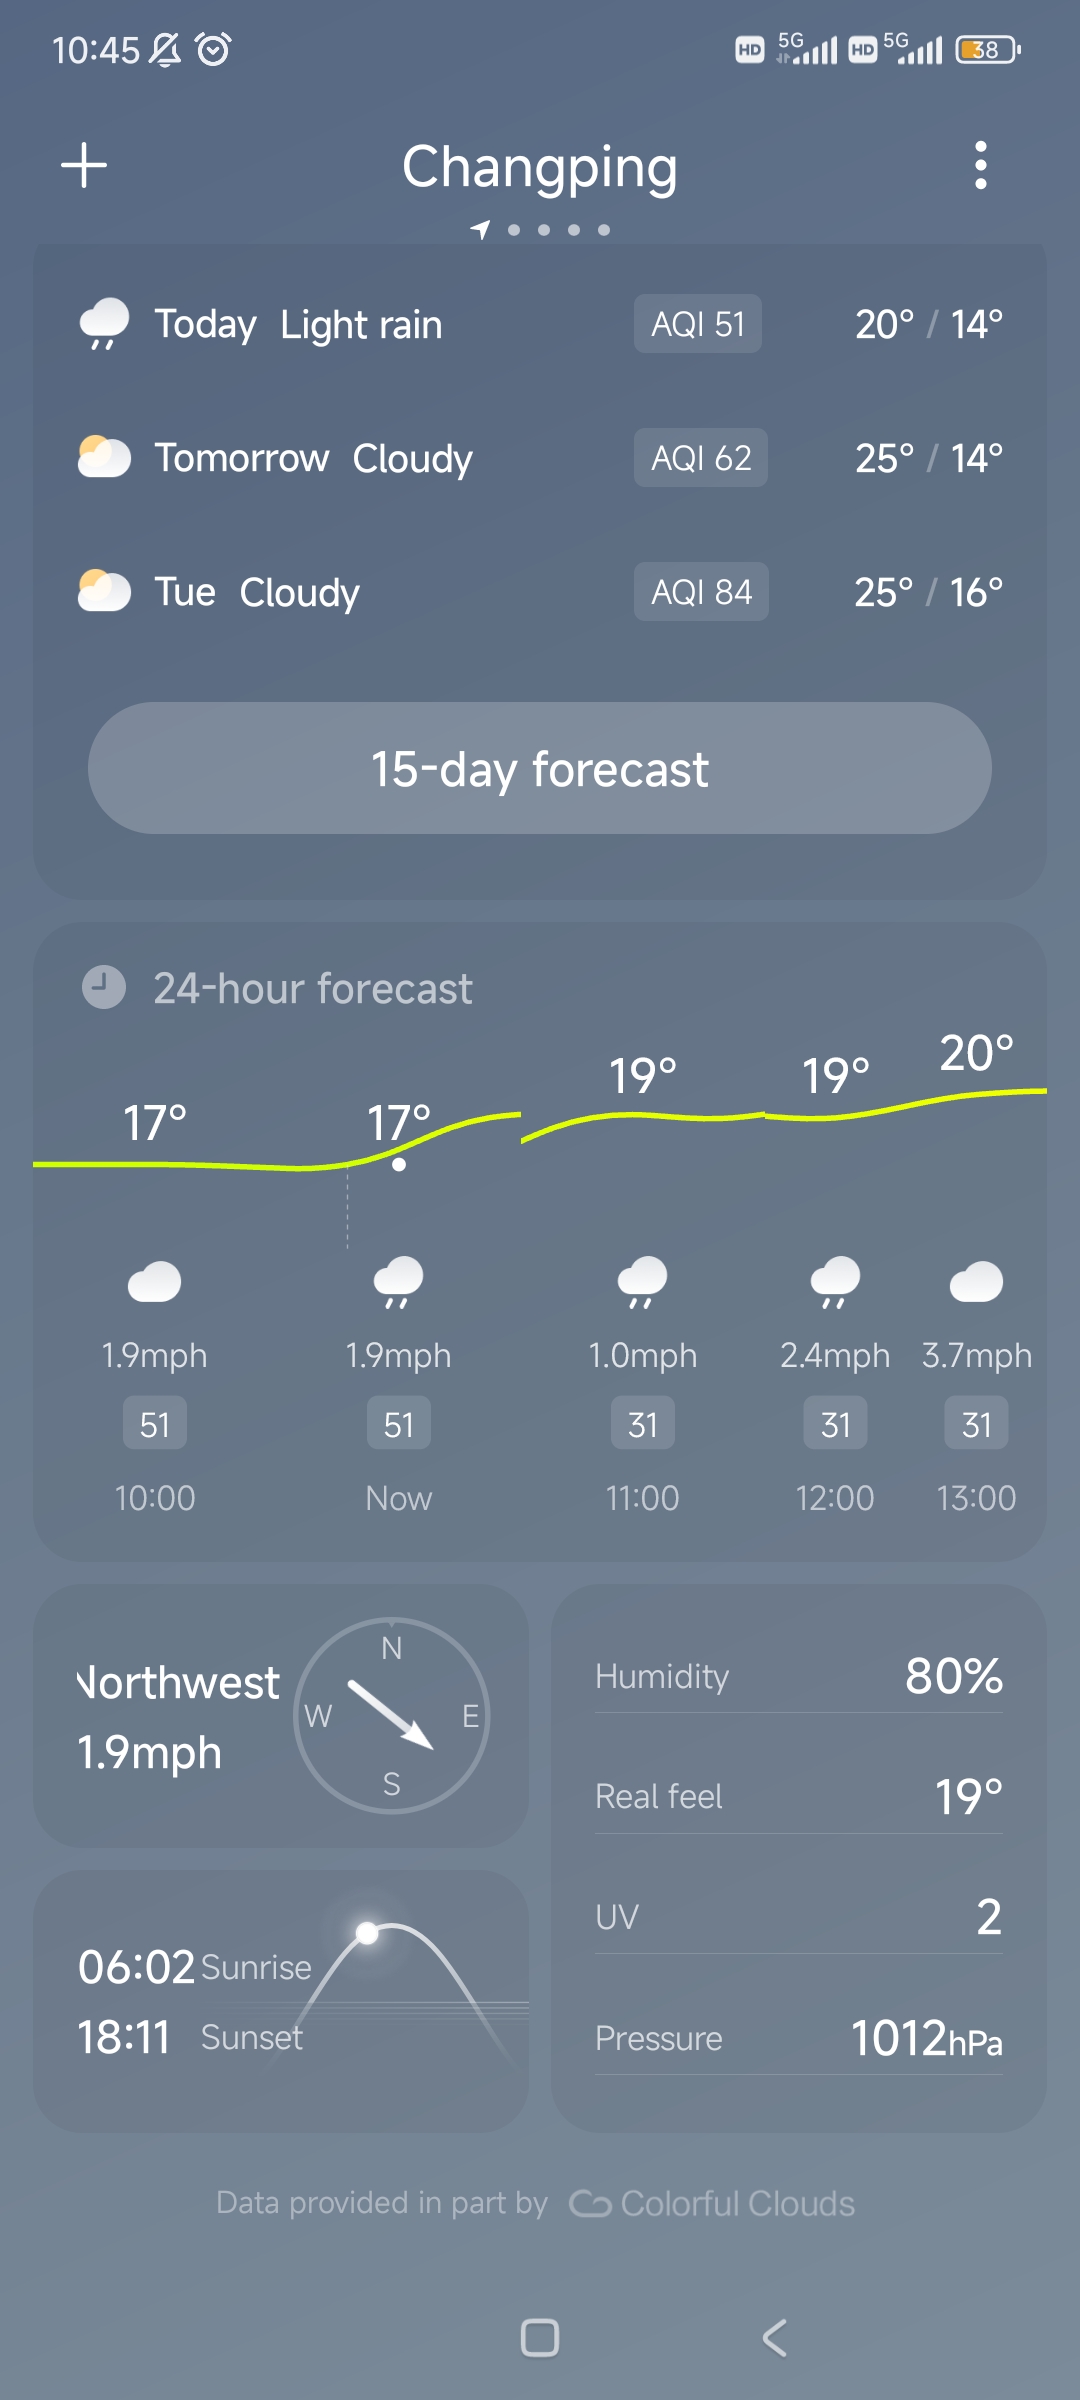 10:45 HD 5G HD 5G 38
Changping
Today Light rain AQI 51 20° / 14°
Tomorrow Cloudy AQI 62 25° / 14°
Tue Cloudy AQI 84 25° / 16°
15-day forecast
24-hour forecast
17° 17° 19° 19° 20°
1.9mph 1.9mph 1.0mph 2.4mph 3.7mph
51 51 31 31 31
10:00 Now 11:00 12:00 13:00
Northwest
1.9mph
N
W E
S
Humidity 80%
Real feel 19°
UV 2
Pressure 1012hPa
06:02 Sunrise
18:11 Sunset
Data provided in part by Colorful Clouds